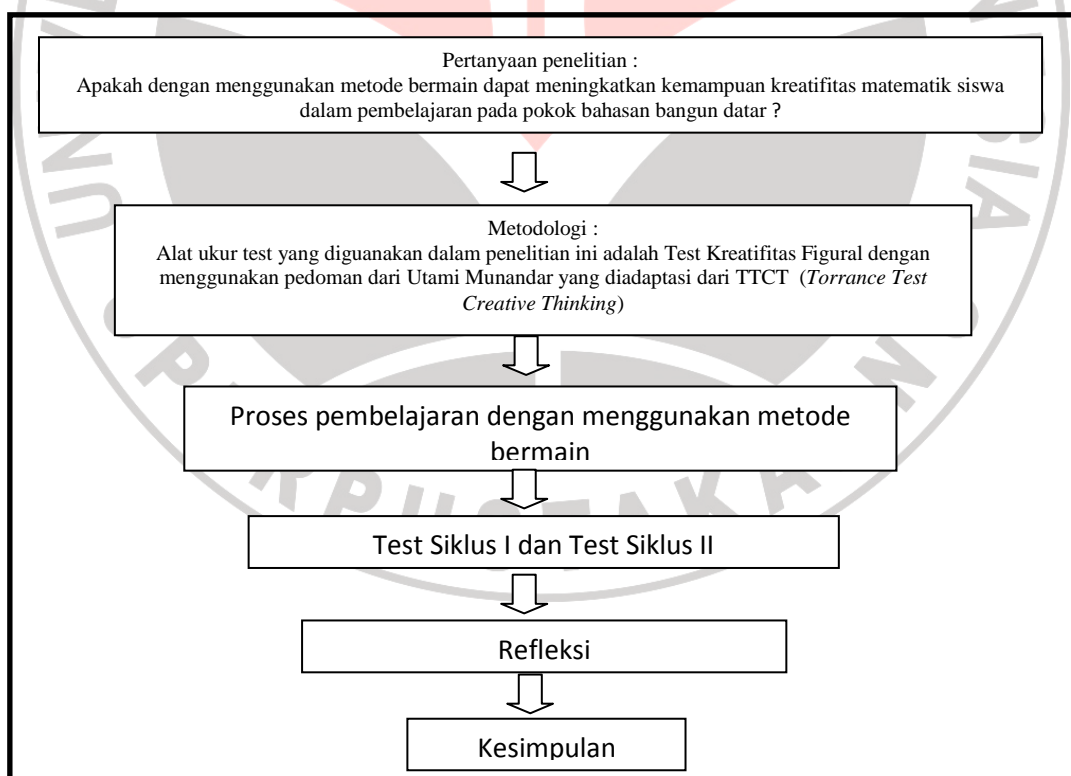 Pertanyaan penelitian :
Apakah dengan menggunakan metode bermain dapat meningkatkan kemampuan kreatifitas matematik siswa
dalam pembelajaran pada pokok bahasan bangun datar ?
Metodologi :
Alat ukur test yang diguanakan dalam penelitian ini adalah Test Kreatifitas Figural dengan
menggunakan pedoman dari Utami Munandar yang diadaptasi dari TTCT (Torrance Test
Creative Thinking)
Proses pembelajaran dengan menggunakan metode
bermain
Test Siklus I dan Test Siklus II
Refleksi
Kesimpulan